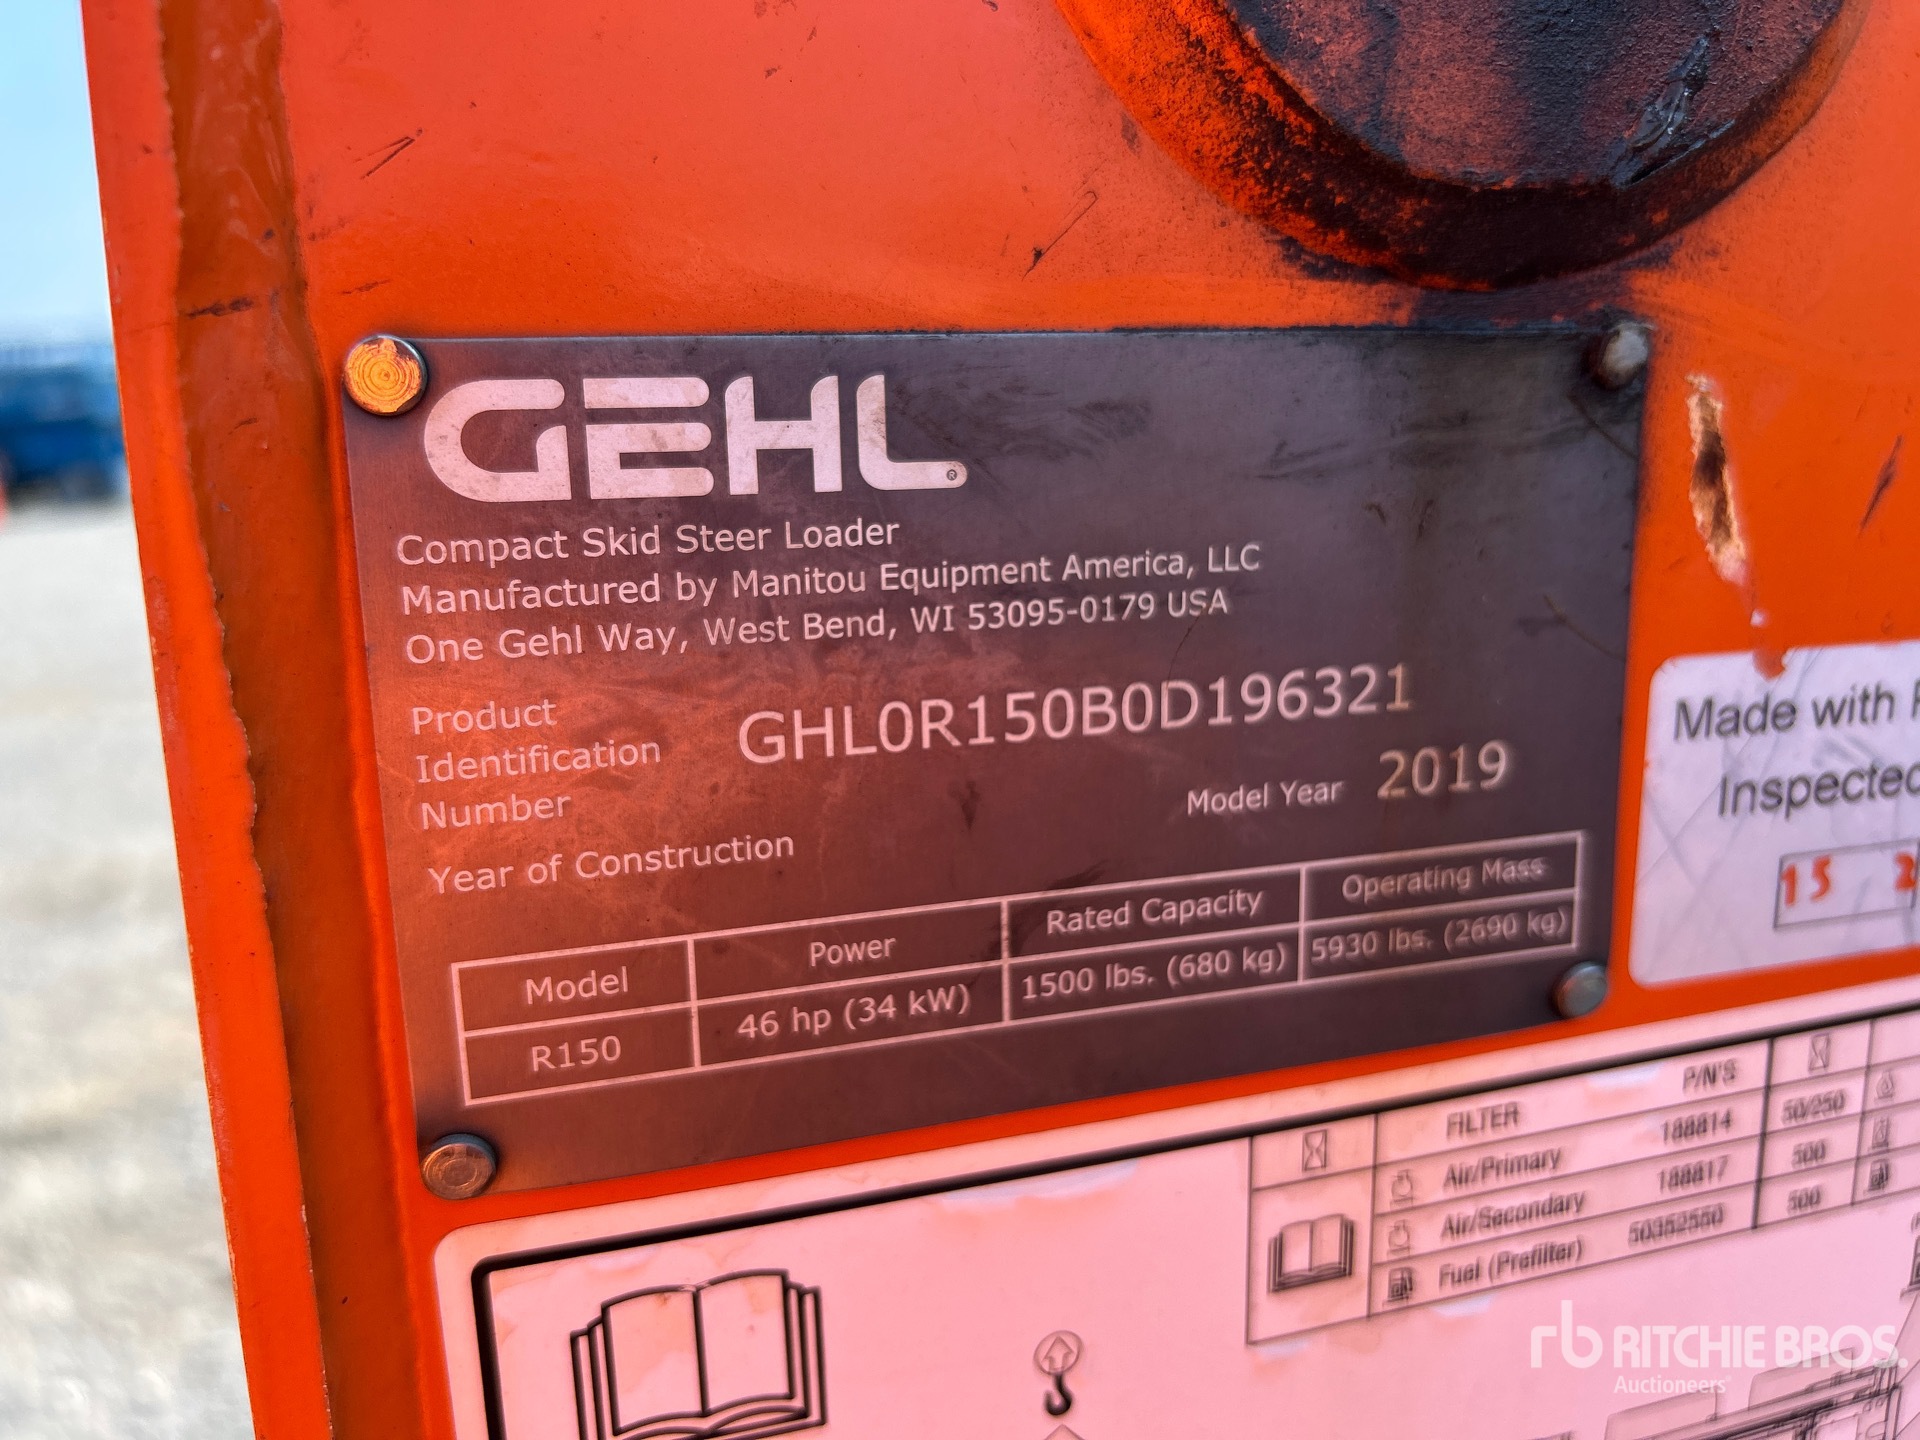 GEHL®
Compact Skid Steer Loader
Manufactured by Manitou Equipment America, LLC
One Gehl Way, West Bend, WI 53095-0179 USA
Product
Identification
Number
GHL0R150B0D196321
Model Year 2019
Year of Construction
Model Power Rated Capacity Operating Mass
R150 46 hp (34 kW) 1500 lbs. (680 kg) 5930 lbs. (2690 kg)
Made with
Inspected
15 2
FILTER P/N'S
Air/Primary 188814 50/250
Air/Secondary 188817 500
Fuel (Prefilter) 50352550 500
rb RITCHIE BROS.
Auctioneers